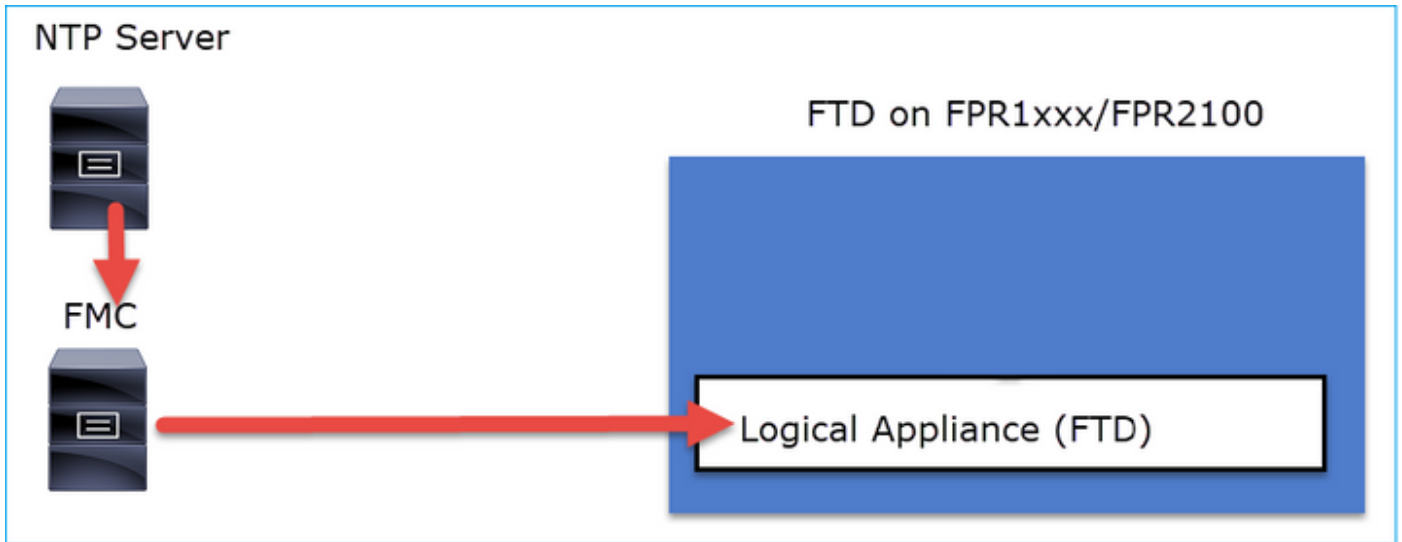 NTP Server
FTD on FPR1xxx/FPR2100
FMC
Logical Appliance (FTD)